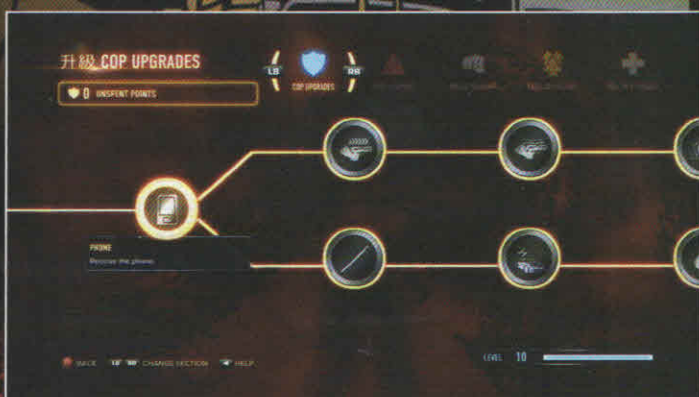 升級 COP UPGRADES
LB RB
COP UPGRADES
0 UNSPENT POINTS
PHONE
Receive the phone.
BACK LB RB CHANGE SECTION HELP
LEVEL 10